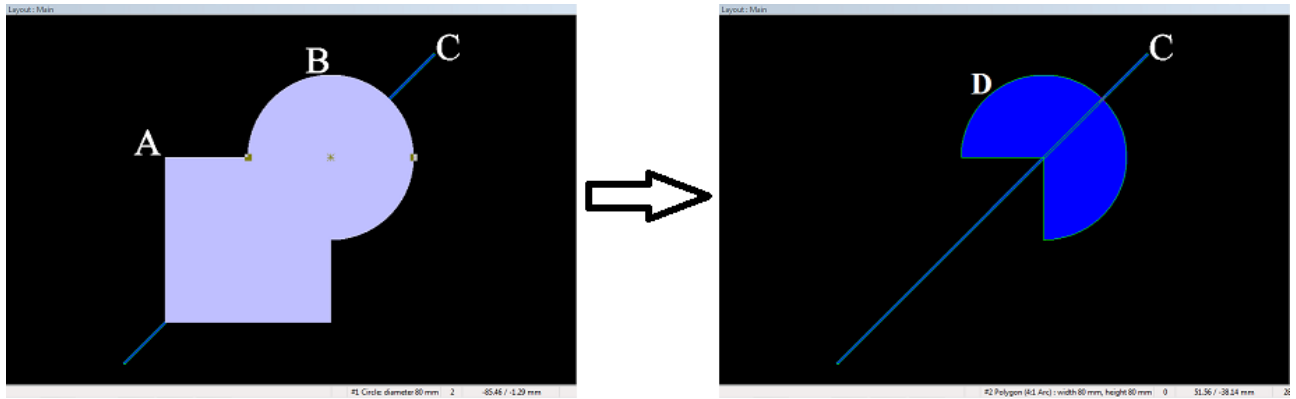 Layout: Main
C
B
A
#1 Circle: diameter 80 mm 2 -85.46 / -1.29 mm
Layout: Main
C
D
#2 Polygon (4:1 Arc) : width 80 mm, height 80 mm 0 51.56 / -38.14 mm 28